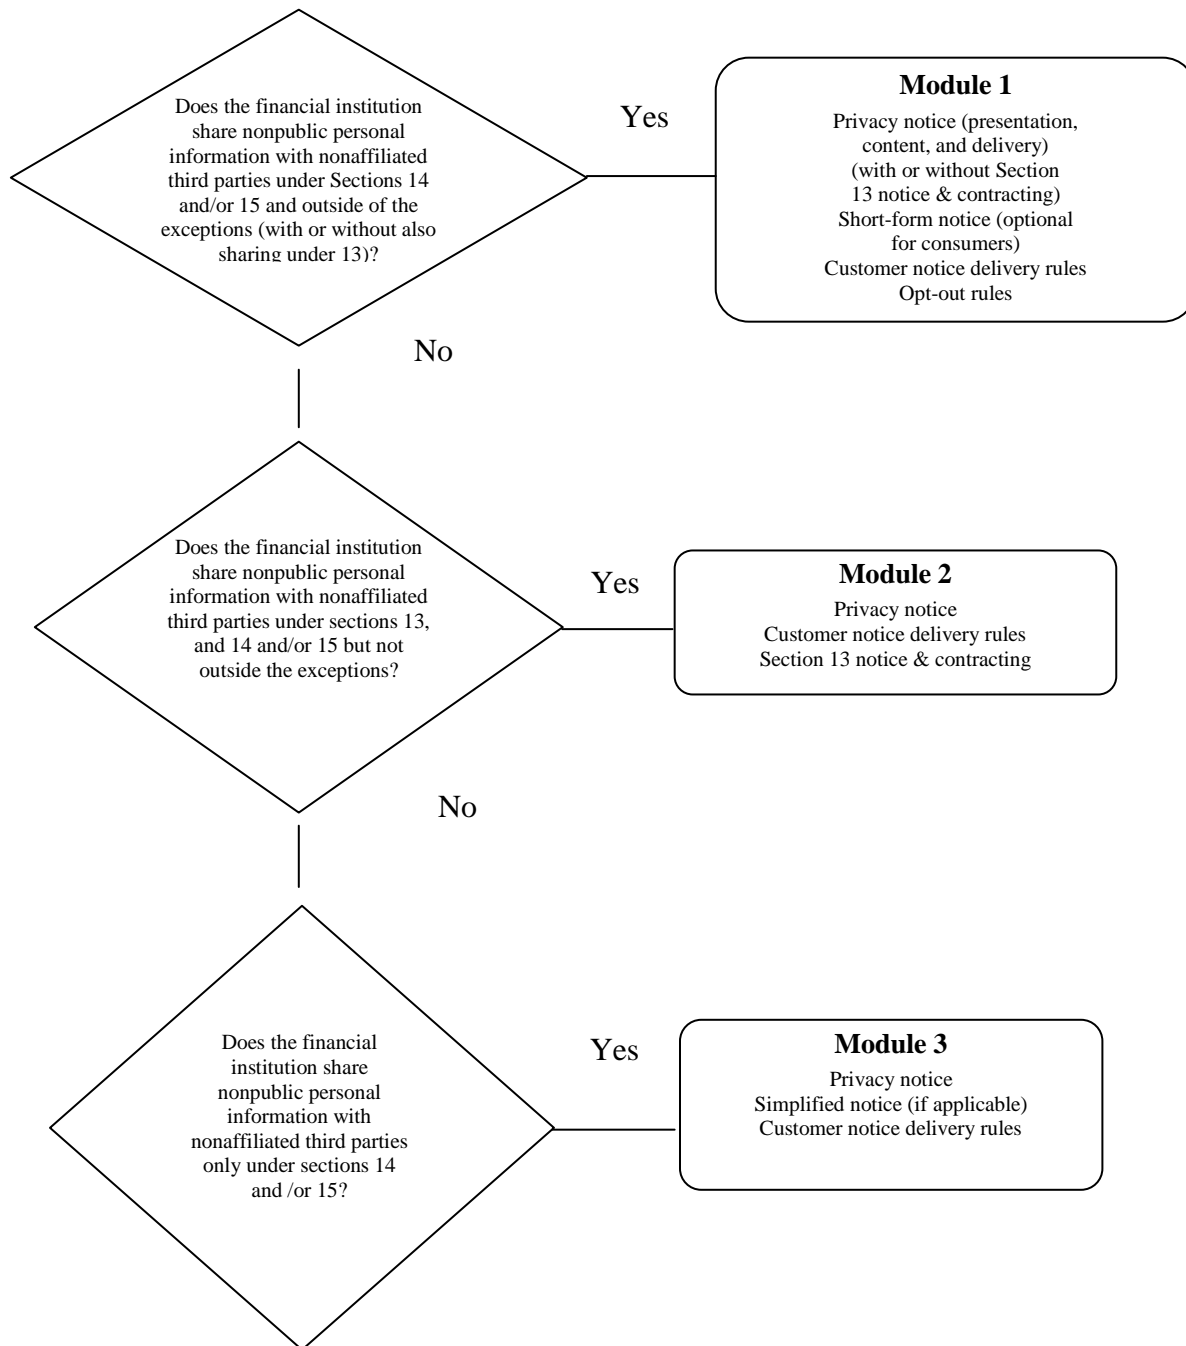 Does the financial institution
share nonpublic personal
information with nonaffiliated
third parties under Sections 14
and/or 15 and outside of the
exceptions (with or without also
sharing under 13)?
Yes
Module 1
Privacy notice (presentation,
content, and delivery)
(with or without Section
13 notice & contracting)
Short-form notice (optional
for consumers)
Customer notice delivery rules
Opt-out rules
No
Does the financial institution
share nonpublic personal
information with nonaffiliated
third parties under sections 13,
and 14 and/or 15 but not
outside the exceptions?
Yes
Module 2
Privacy notice
Customer notice delivery rules
Section 13 notice & contracting
No
Does the financial
institution share
nonpublic personal
information with
nonaffiliated third parties
only under sections 14
and /or 15?
Yes
Module 3
Privacy notice
Simplified notice (if applicable)
Customer notice delivery rules